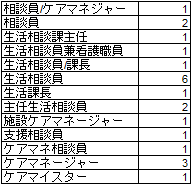 相談員/ケアマネージャー 1
相談員 2
生活相談課主任 1
生活相談員兼看護職員 1
生活相談員/課長 1
生活相談員 6
生活課長 1
主任生活相談員 2
施設ケアマネージャー 1
支援相談員 1
ケアマネ相談員 1
ケアマネージャー 3
ケアマイスター 1